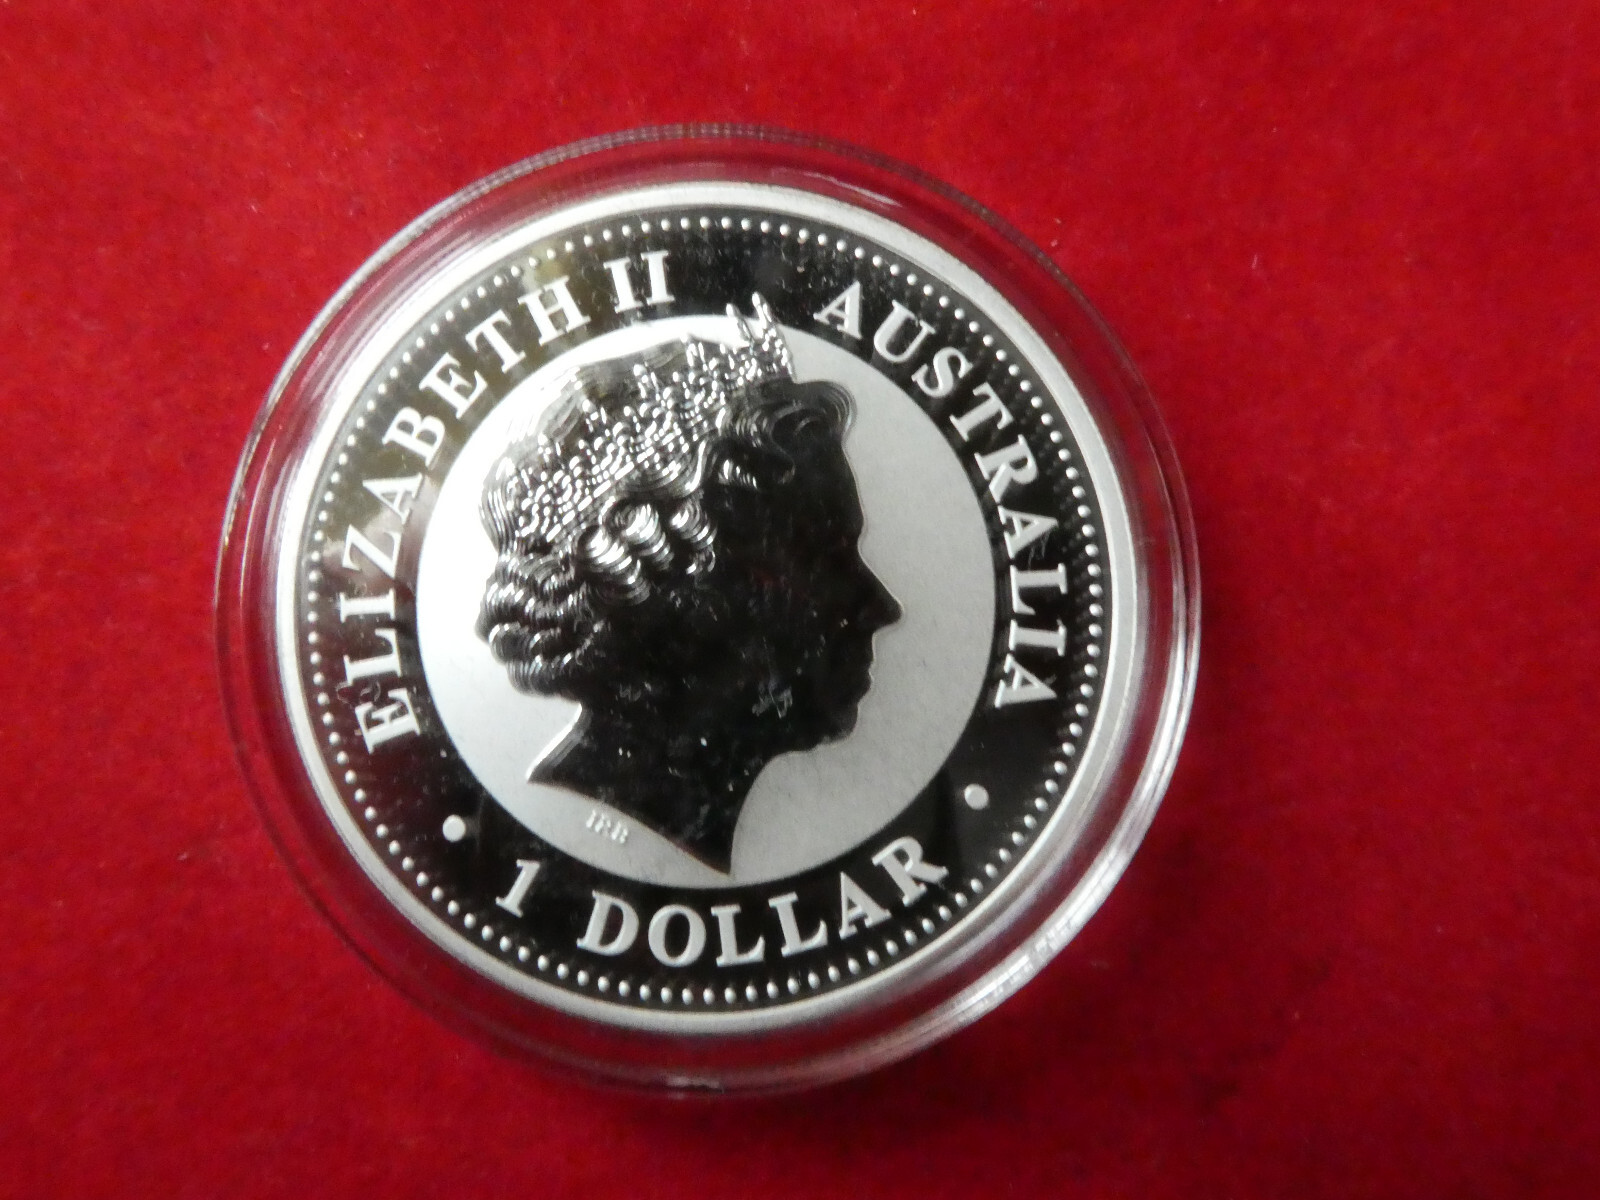 ELIZABETH II AUSTRALIA
• 1 DOLLAR •
IRB